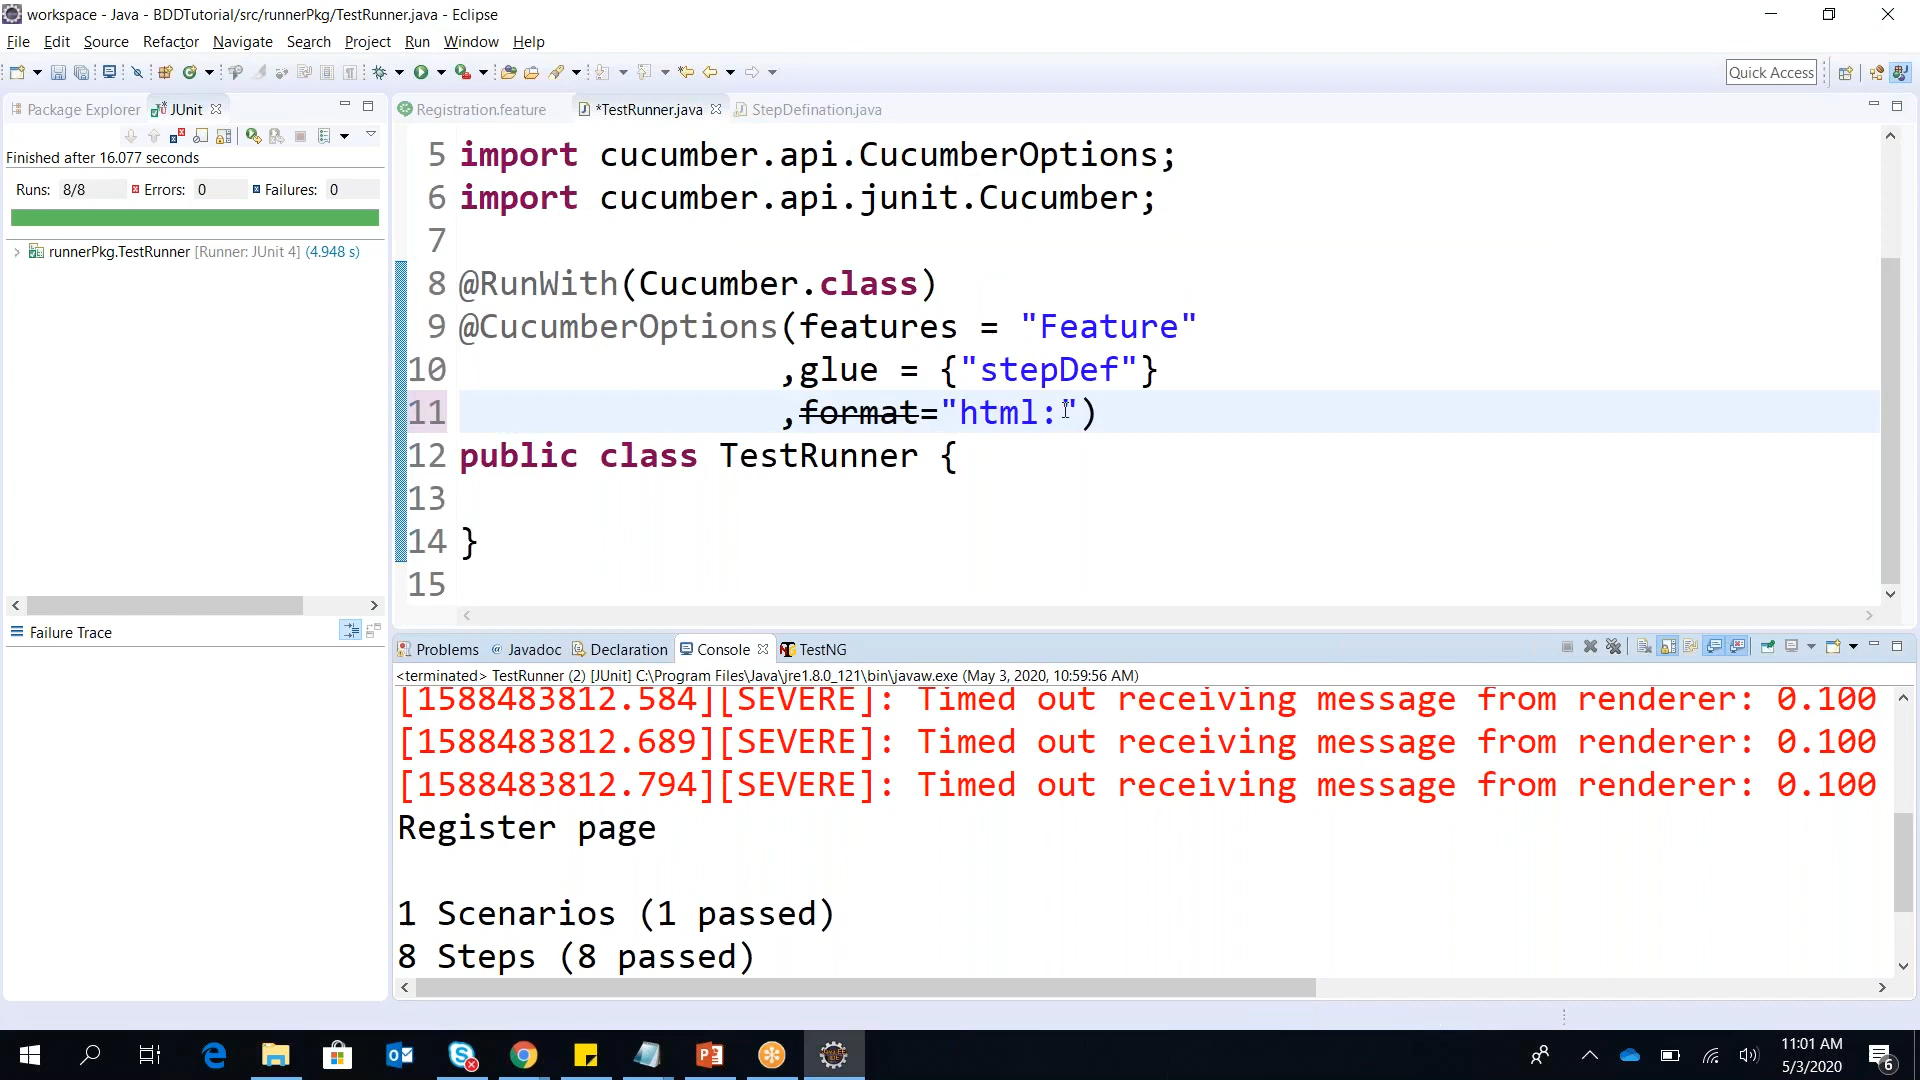 workspace - Java - BDDTutorial/src/runnerPkg/TestRunner.java - Eclipse
File Edit Source Refactor Navigate Search Project Run Window Help
Quick Access
Package Explorer JUnit
Finished after 16.077 seconds
Runs: 8/8 Errors: 0 Failures: 0
runnerPkg.TestRunner [Runner: JUnit 4] (4.948 s)
Failure Trace
Registration.feature *TestRunner.java StepDefination.java
5 import cucumber.api.CucumberOptions;
6 import cucumber.api.junit.Cucumber;
7
8 @RunWith(Cucumber.class)
9 @CucumberOptions(features = "Feature"
10 ,glue = {"stepDef"}
11 ,format="html:")
12 public class TestRunner {
13
14 }
15
Problems @ Javadoc Declaration Console TestNG
<terminated> TestRunner (2) [JUnit] C:\Program Files\Java\jre1.8.0_121\bin\javaw.exe (May 3, 2020, 10:59:56 AM)
[1588483812.584][SEVERE]: Timed out receiving message from renderer: 0.100
[1588483812.689][SEVERE]: Timed out receiving message from renderer: 0.100
[1588483812.794][SEVERE]: Timed out receiving message from renderer: 0.100
Register page
1 Scenarios (1 passed)
8 Steps (8 passed)
11:01 AM
5/3/2020
6